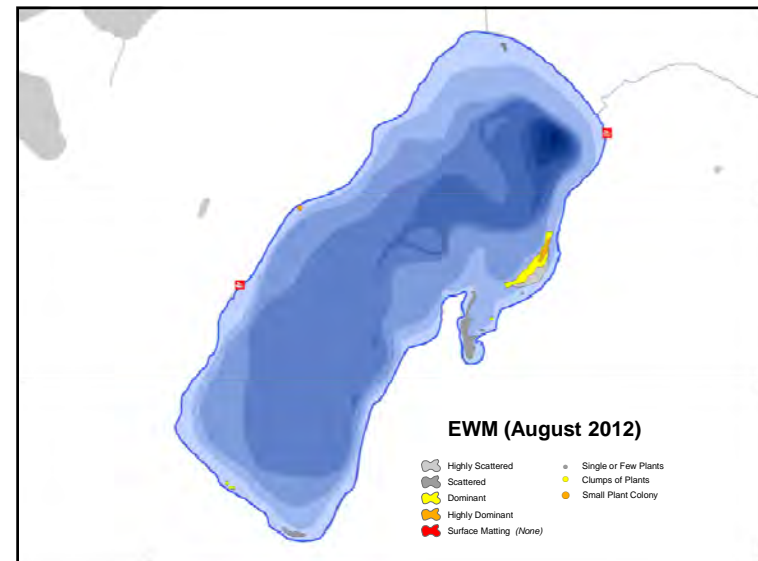 EWM (August 2012)
Highly Scattered
Scattered
Dominant
Highly Dominant
Surface Matting (None)
Single or Few Plants
Clumps of Plants
Small Plant Colony